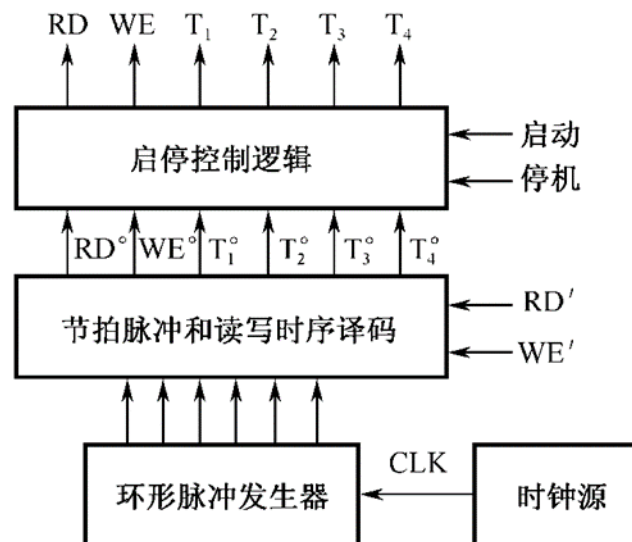 RD WE T₁ T₂ T₃ T₄
启停控制逻辑
启动
停机
RD° WE° T₁° T₂° T₃° T₄°
节拍脉冲和读写时序译码
RD′
WE′
环形脉冲发生器
CLK
时钟源